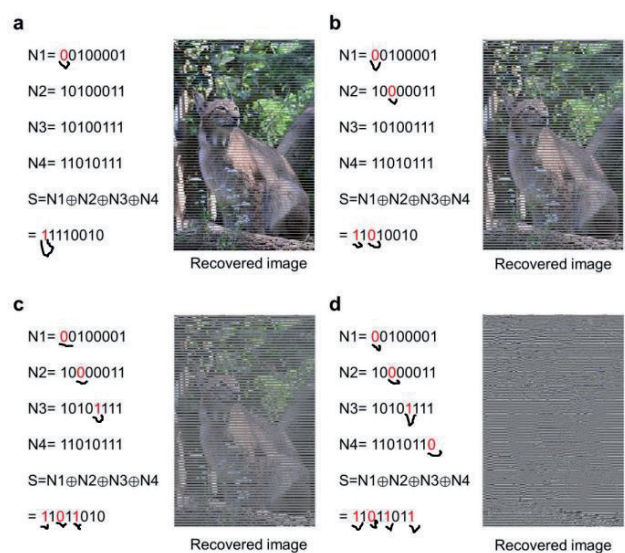 a
N1= 00100001
N2= 10100011
N3= 10100111
N4= 11010111
S=N1⊕N2⊕N3⊕N4
= 11110010
Recovered image
b
N1= 00100001
N2= 10000011
N3= 10100111
N4= 11010111
S=N1⊕N2⊕N3⊕N4
= 11010010
Recovered image
c
N1= 00100001
N2= 10000011
N3= 10101111
N4= 11010111
S=N1⊕N2⊕N3⊕N4
= 11011010
Recovered image
d
N1= 00100001
N2= 10000011
N3= 10101111
N4= 11010110
S=N1⊕N2⊕N3⊕N4
= 11011011
Recovered image